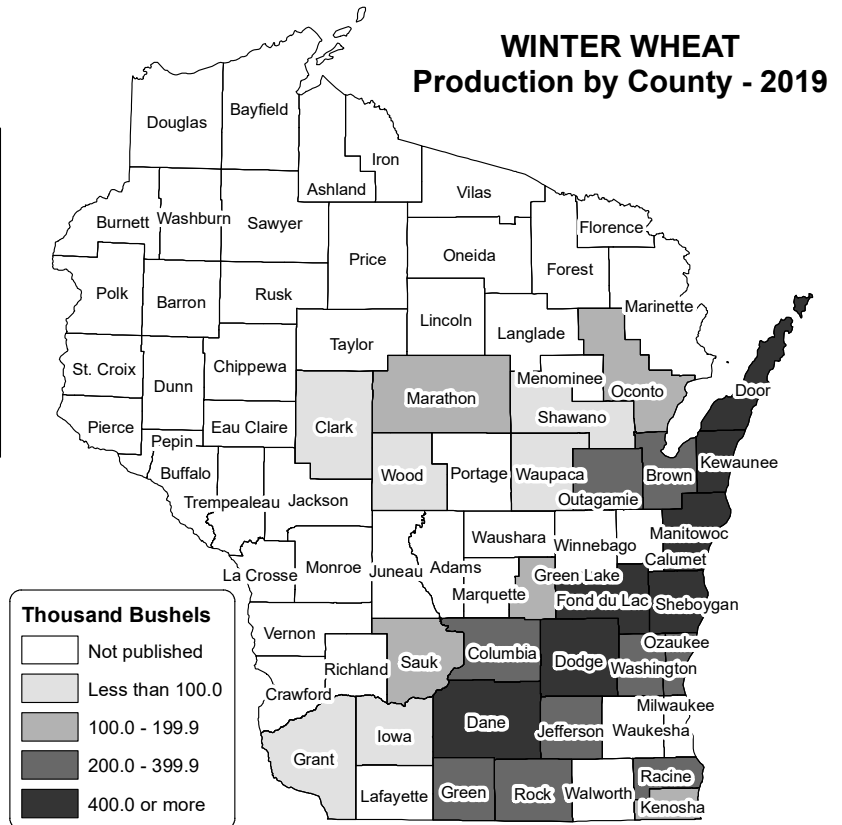 WINTER WHEAT
Production by County - 2019
Douglas
Bayfield
Iron
Ashland
Vilas
Burnett
Washburn
Sawyer
Florence
Price
Oneida
Forest
Polk
Barron
Rusk
Marinette
Lincoln
Langlade
Taylor
St. Croix
Chippewa
Dunn
Menominee
Oconto
Door
Marathon
Shawano
Pierce
Eau Claire
Clark
Pepin
Kewaunee
Buffalo
Wood
Portage
Waupaca
Brown
Outagamie
Trempealeau
Jackson
Manitowoc
Waushara
Winnebago
Calumet
La Crosse
Monroe
Juneau
Adams
Green Lake
Marquette
Fond du Lac
Sheboygan
Vernon
Ozaukee
Columbia
Richland
Sauk
Dodge
Washington
Crawford
Milwaukee
Dane
Jefferson
Waukesha
Iowa
Grant
Racine
Lafayette
Green
Rock
Walworth
Kenosha
Thousand Bushels
Not published
Less than 100.0
100.0 - 199.9
200.0 - 399.9
400.0 or more